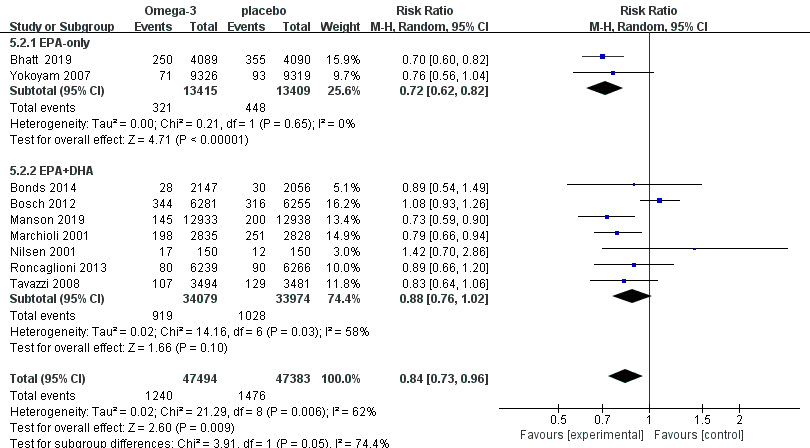 Omega-3 placebo Risk Ratio Risk Ratio
Study or Subgroup Events Total Events Total Weight M-H, Random, 95% CI M-H, Random, 95% CI
5.2.1 EPA-only
Bhatt 2019 250 4089 355 4090 15.9% 0.70 [0.60, 0.82]
Yokoyam 2007 71 9326 93 9319 9.7% 0.76 [0.56, 1.04]
Subtotal (95% CI) 13415 13409 25.6% 0.72 [0.62, 0.82]
Total events 321 448
Heterogeneity: Tau² = 0.00; Chi² = 0.21, df = 1 (P = 0.65); I² = 0%
Test for overall effect: Z = 4.71 (P < 0.00001)
5.2.2 EPA+DHA
Bonds 2014 28 2147 30 2056 5.1% 0.89 [0.54, 1.49]
Bosch 2012 344 6281 316 6255 16.2% 1.08 [0.93, 1.26]
Manson 2019 145 12933 200 12938 13.4% 0.73 [0.59, 0.90]
Marchioli 2001 198 2835 251 2828 14.9% 0.79 [0.66, 0.94]
Nilsen 2001 17 150 12 150 3.0% 1.42 [0.70, 2.86]
Roncaglioni 2013 80 6239 90 6266 10.0% 0.89 [0.66, 1.20]
Tavazzi 2008 107 3494 129 3481 11.8% 0.83 [0.64, 1.06]
Subtotal (95% CI) 34079 33974 74.4% 0.88 [0.76, 1.02]
Total events 919 1028
Heterogeneity: Tau² = 0.02; Chi² = 14.16, df = 6 (P = 0.03); I² = 58%
Test for overall effect: Z = 1.66 (P = 0.10)
Total (95% CI) 47494 47383 100.0% 0.84 [0.73, 0.96]
Total events 1240 1476
Heterogeneity: Tau² = 0.02; Chi² = 21.29, df = 8 (P = 0.006); I² = 62%
Test for overall effect: Z = 2.60 (P = 0.009)
Test for subgroup differences: Chi² = 3.91, df = 1 (P = 0.05), I² = 74.4%
0.5 0.7 1 1.5 2
Favours [experimental] Favours [control]